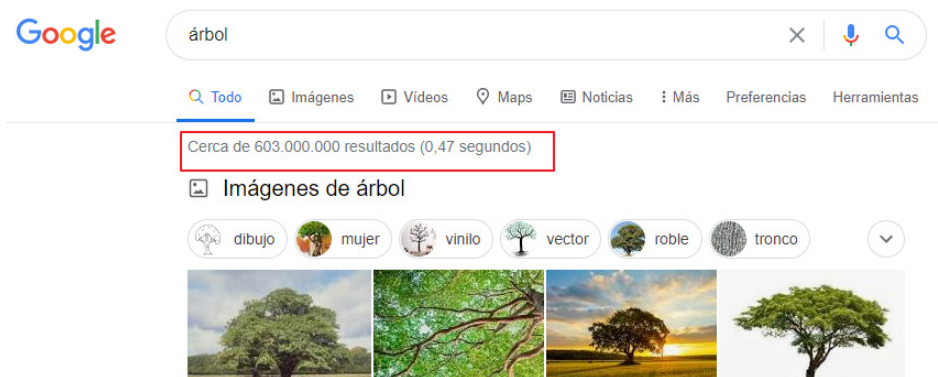 Google
árbol
Todo Imágenes Vídeos Maps Noticias Más Preferencias Herramientas
Cerca de 603.000.000 resultados (0,47 segundos)
Imágenes de árbol
dibujo mujer vinilo vector roble tronco